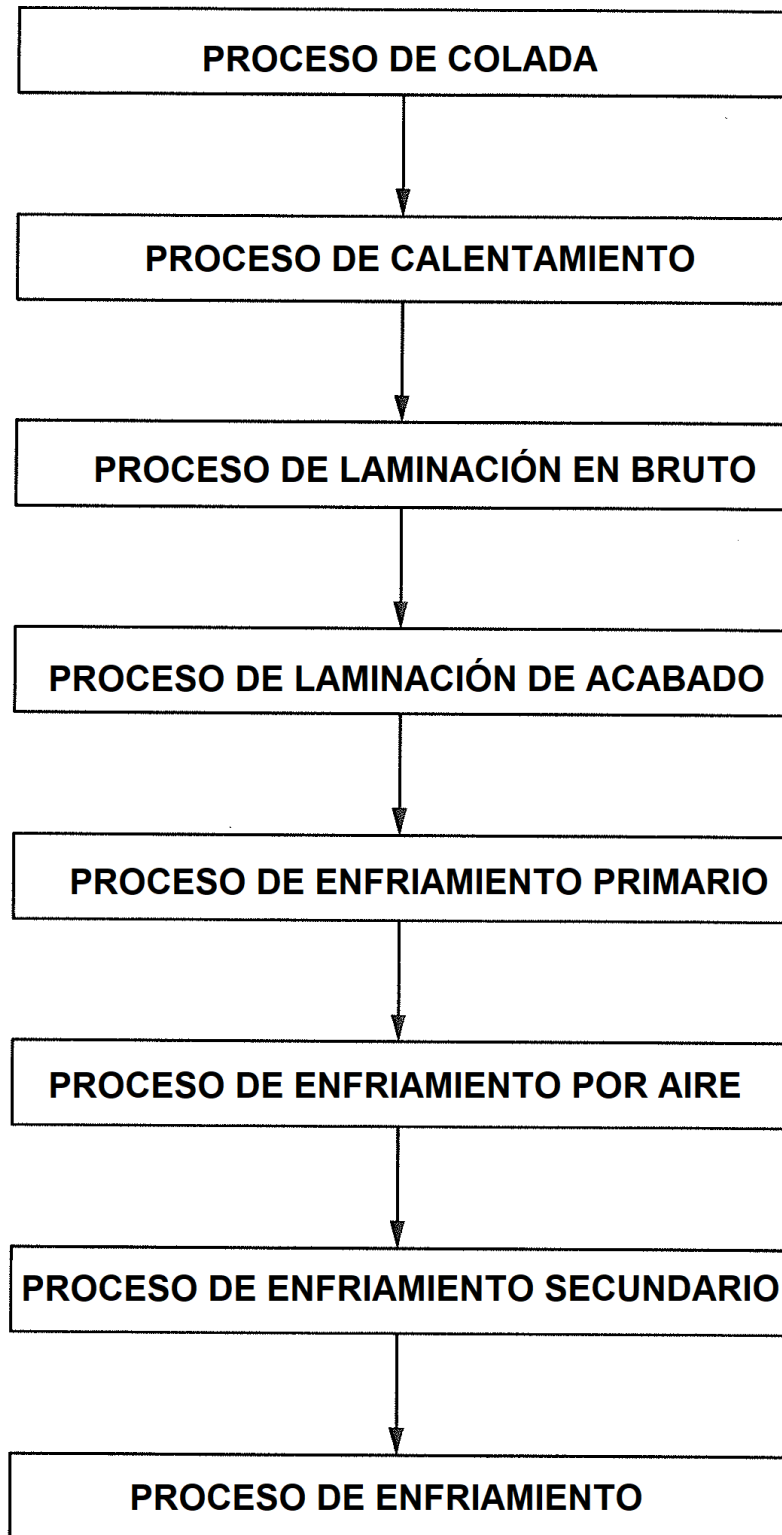 PROCESO DE COLADA
PROCESO DE CALENTAMIENTO
PROCESO DE LAMINACIÓN EN BRUTO
PROCESO DE LAMINACIÓN DE ACABADO
PROCESO DE ENFRIAMIENTO PRIMARIO
PROCESO DE ENFRIAMIENTO POR AIRE
PROCESO DE ENFRIAMIENTO SECUNDARIO
PROCESO DE ENFRIAMIENTO